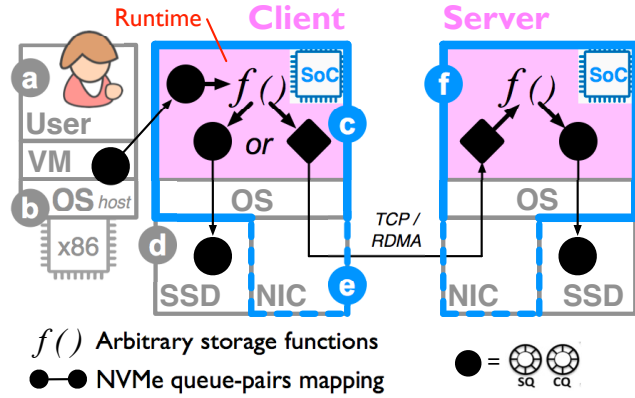 Runtime
Client
Server
a
User
VM
b
OS host
x86
SoC
f ()
or
c
OS
d
SSD
NIC
e
TCP /
RDMA
f
SoC
f ()
OS
NIC
SSD
f () Arbitrary storage functions
NVMe queue-pairs mapping
=
SQ CQ